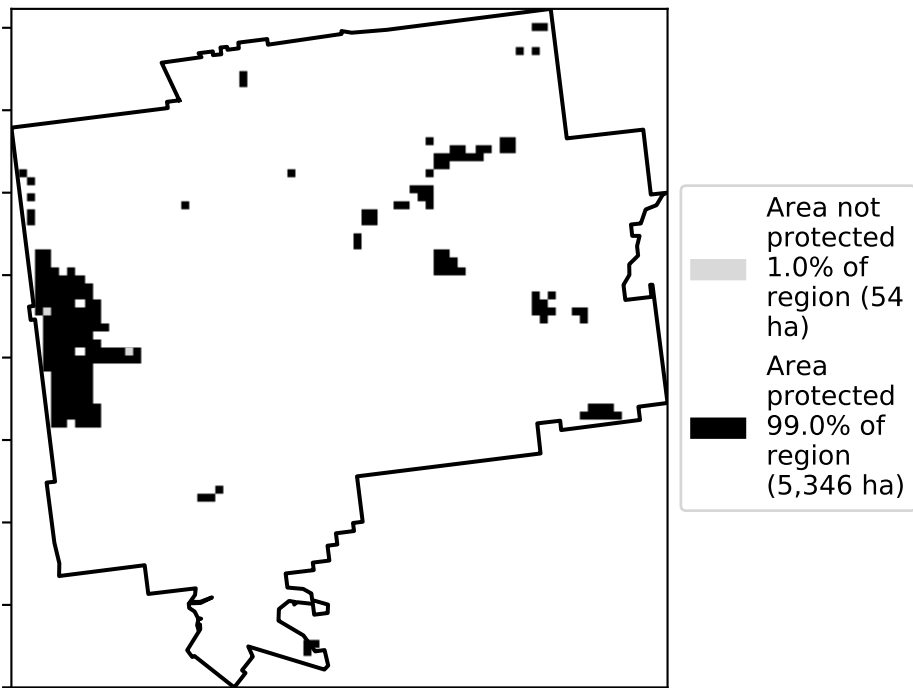 Area not
protected
1.0% of
region (54
ha)
Area
protected
99.0% of
region
(5,346 ha)